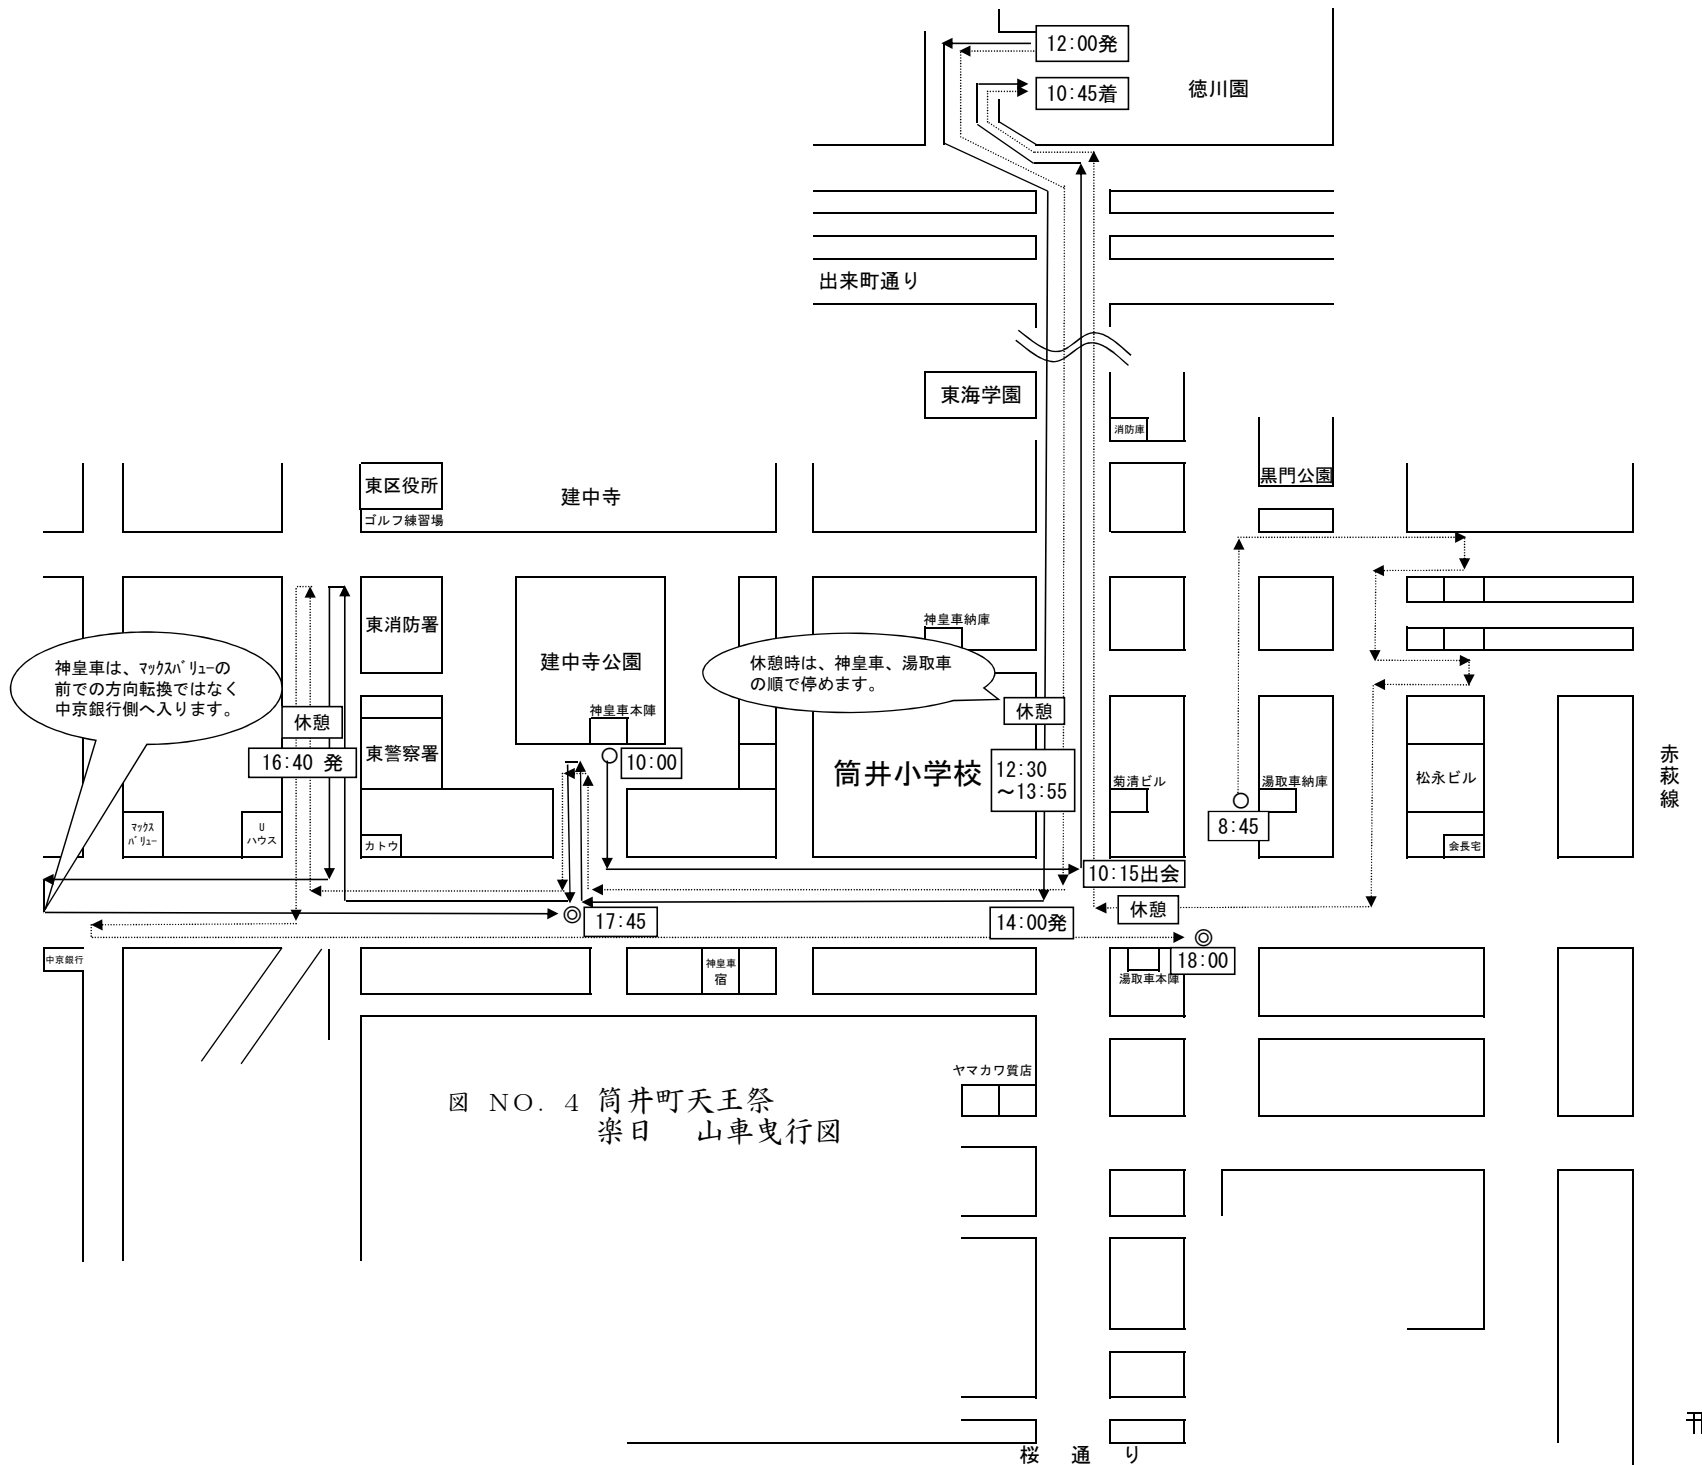 12:00発
10:45着
徳川園
出来町通り
東海学園
消防庫
黒門公園
東区役所
ゴルフ練習場
建中寺
東消防署
神皇車納庫
建中寺公園
神皇車は、マックスバリューの
前での方向転換ではなく
中京銀行側へ入ります。
休憩時は、神皇車、湯取車
の順で停めます。
休憩
16:40 発
東警察署
神皇車本陣
10:00
休憩
筒井小学校
12:30
~13:55
菊清ビル
湯取車納庫
松永ビル
赤萩線
8:45
マックス
バリュー
U
ハウス
カトウ
会長宅
10:15出会
休憩
17:45
14:00発
18:00
中京銀行
神皇車
宿
湯取車本陣
ヤマカワ質店
図 NO. 4 筒井町天王祭
楽日 山車曳行図
桜 通 り